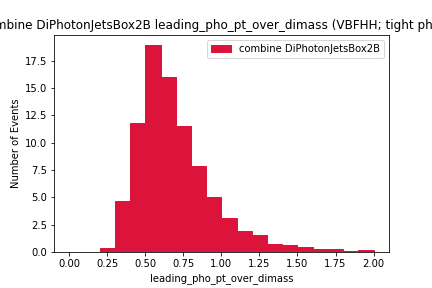 mbine DiPhotonJetsBox2B leading_pho_pt_over_dimass (VBFHH; tight ph
combine DiPhotonJetsBox2B
Number of Events
17.5
15.0
12.5
10.0
7.5
5.0
2.5
0.0
0.00 0.25 0.50 0.75 1.00 1.25 1.50 1.75 2.00
leading_pho_pt_over_dimass